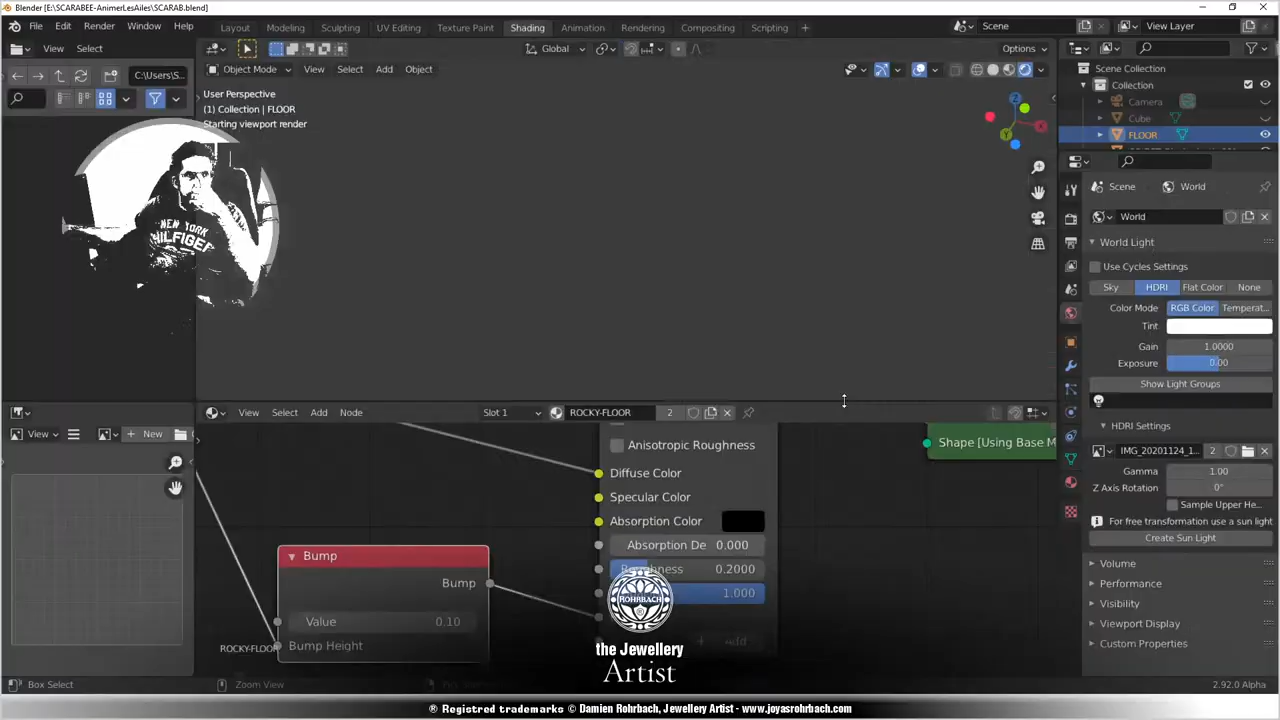 Blender [E:\SCARABEE-AnimerLesAiles\SCARAB.blend]
File Edit Render Window Help
Layout Modeling Sculpting UV Editing Texture Paint Shading Animation Rendering Compositing Scripting +
Scene View Layer
View Select
Global Options
C:\Users\S...
Object Mode View Select Add Object
User Perspective
(1) Collection | FLOOR
Starting viewport render
Z
X
Y
NEW YORK
HILFIGER
Scene Collection
Collection
Camera
Cube
FLOOR
Scene World
World
World Light
Use Cycles Settings
Sky HDRI Flat Color None
Color Mode RGB Color Temperat...
Tint
Gain 1.0000
Exposure 0.00
Show Light Groups
HDRI Settings
IMG_20201124_1... 2
Gamma 1.00
Z Axis Rotation 0°
Sample Upper He...
For free transformation use a sun light
Create Sun Light
Volume
Performance
Visibility
Viewport Display
Custom Properties
View Select Add Node Slot 1 ROCKY-FLOOR 2
View + New
Anisotropic Roughness
Diffuse Color
Specular Color
Absorption Color
Absorption De 0.000
Roughness 0.2000
1.000
Shape [Using Base M
Bump
Bump
Value 0.10
Bump Height
ROCKY-FLOOR
ROHRBACH
the Jewellery
Artist
Box Select Zoom View 2.92.0 Alpha
® Registered trademarks © Damien Rohrbach, Jewellery Artist - www.joyasrohrbach.com